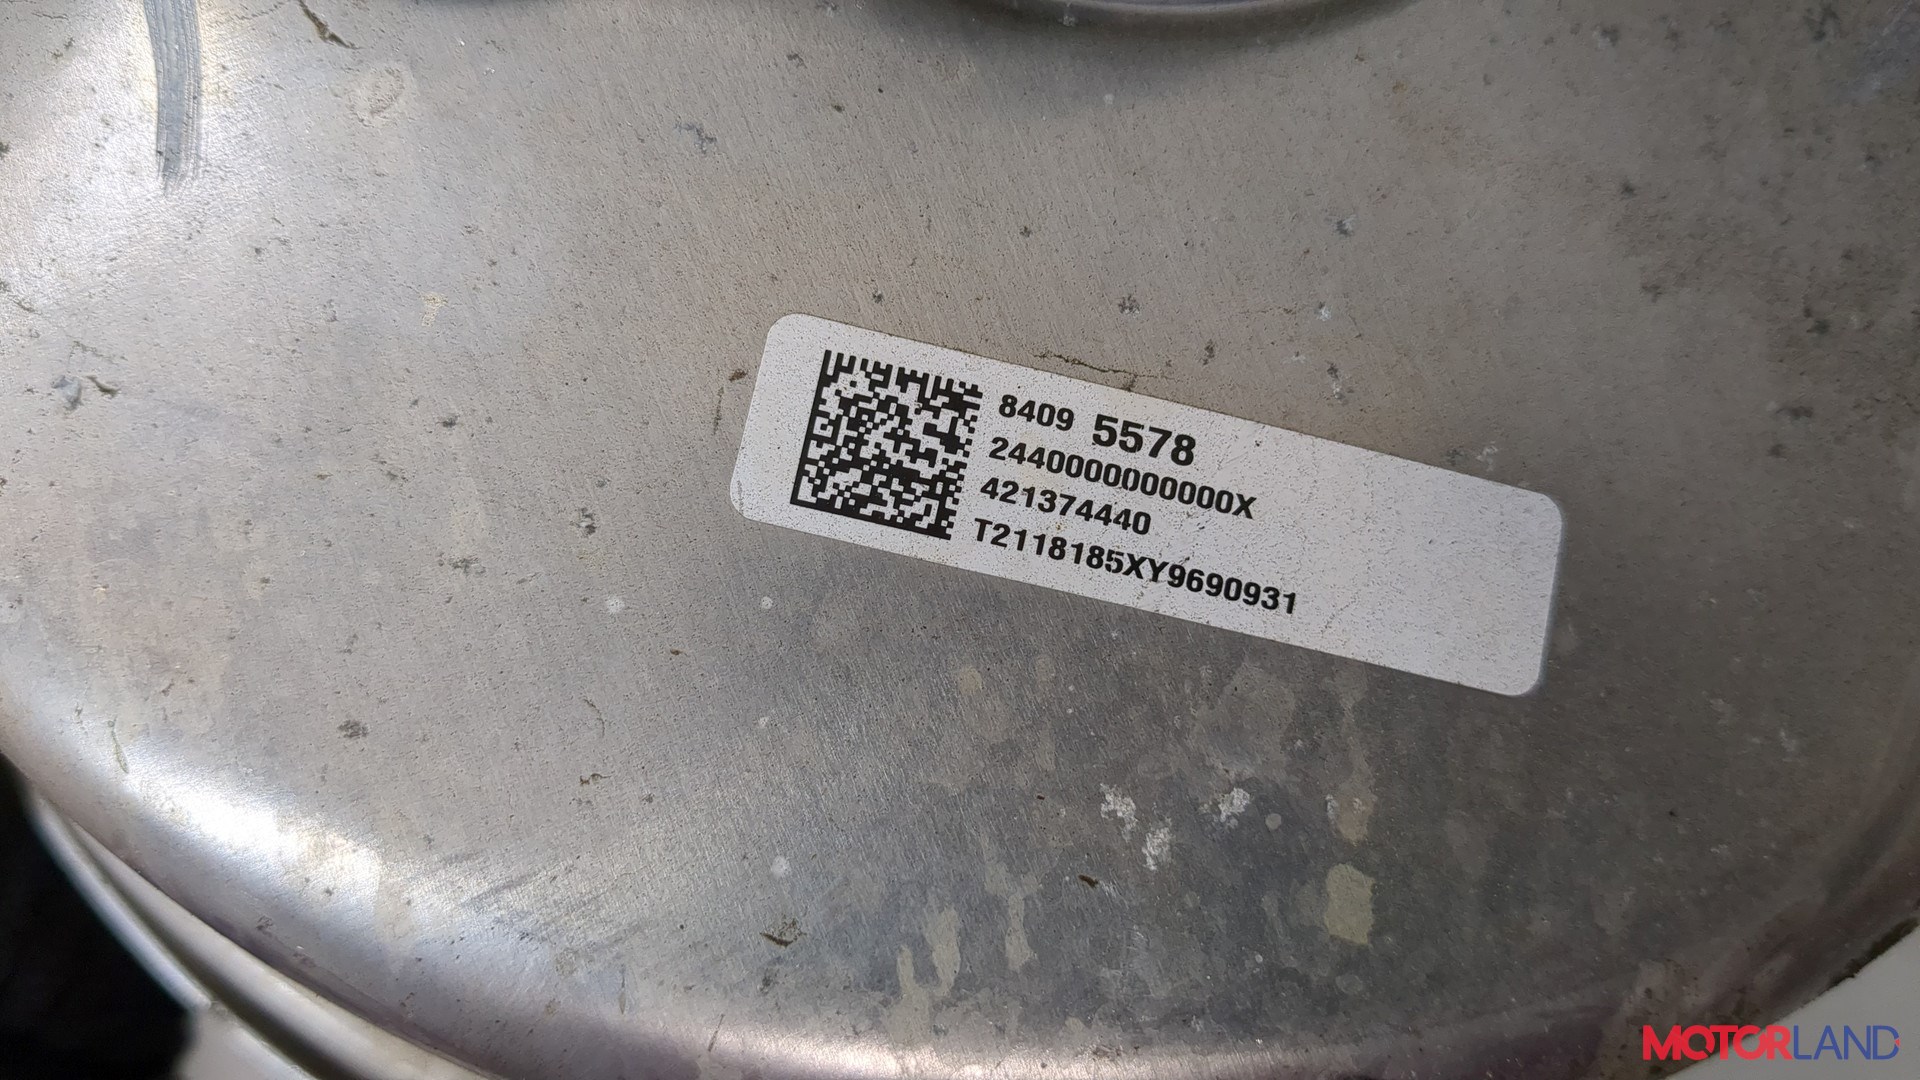 8409 5578
2440000000000X
421374440
T2118185XY9690931
MOTORLAND